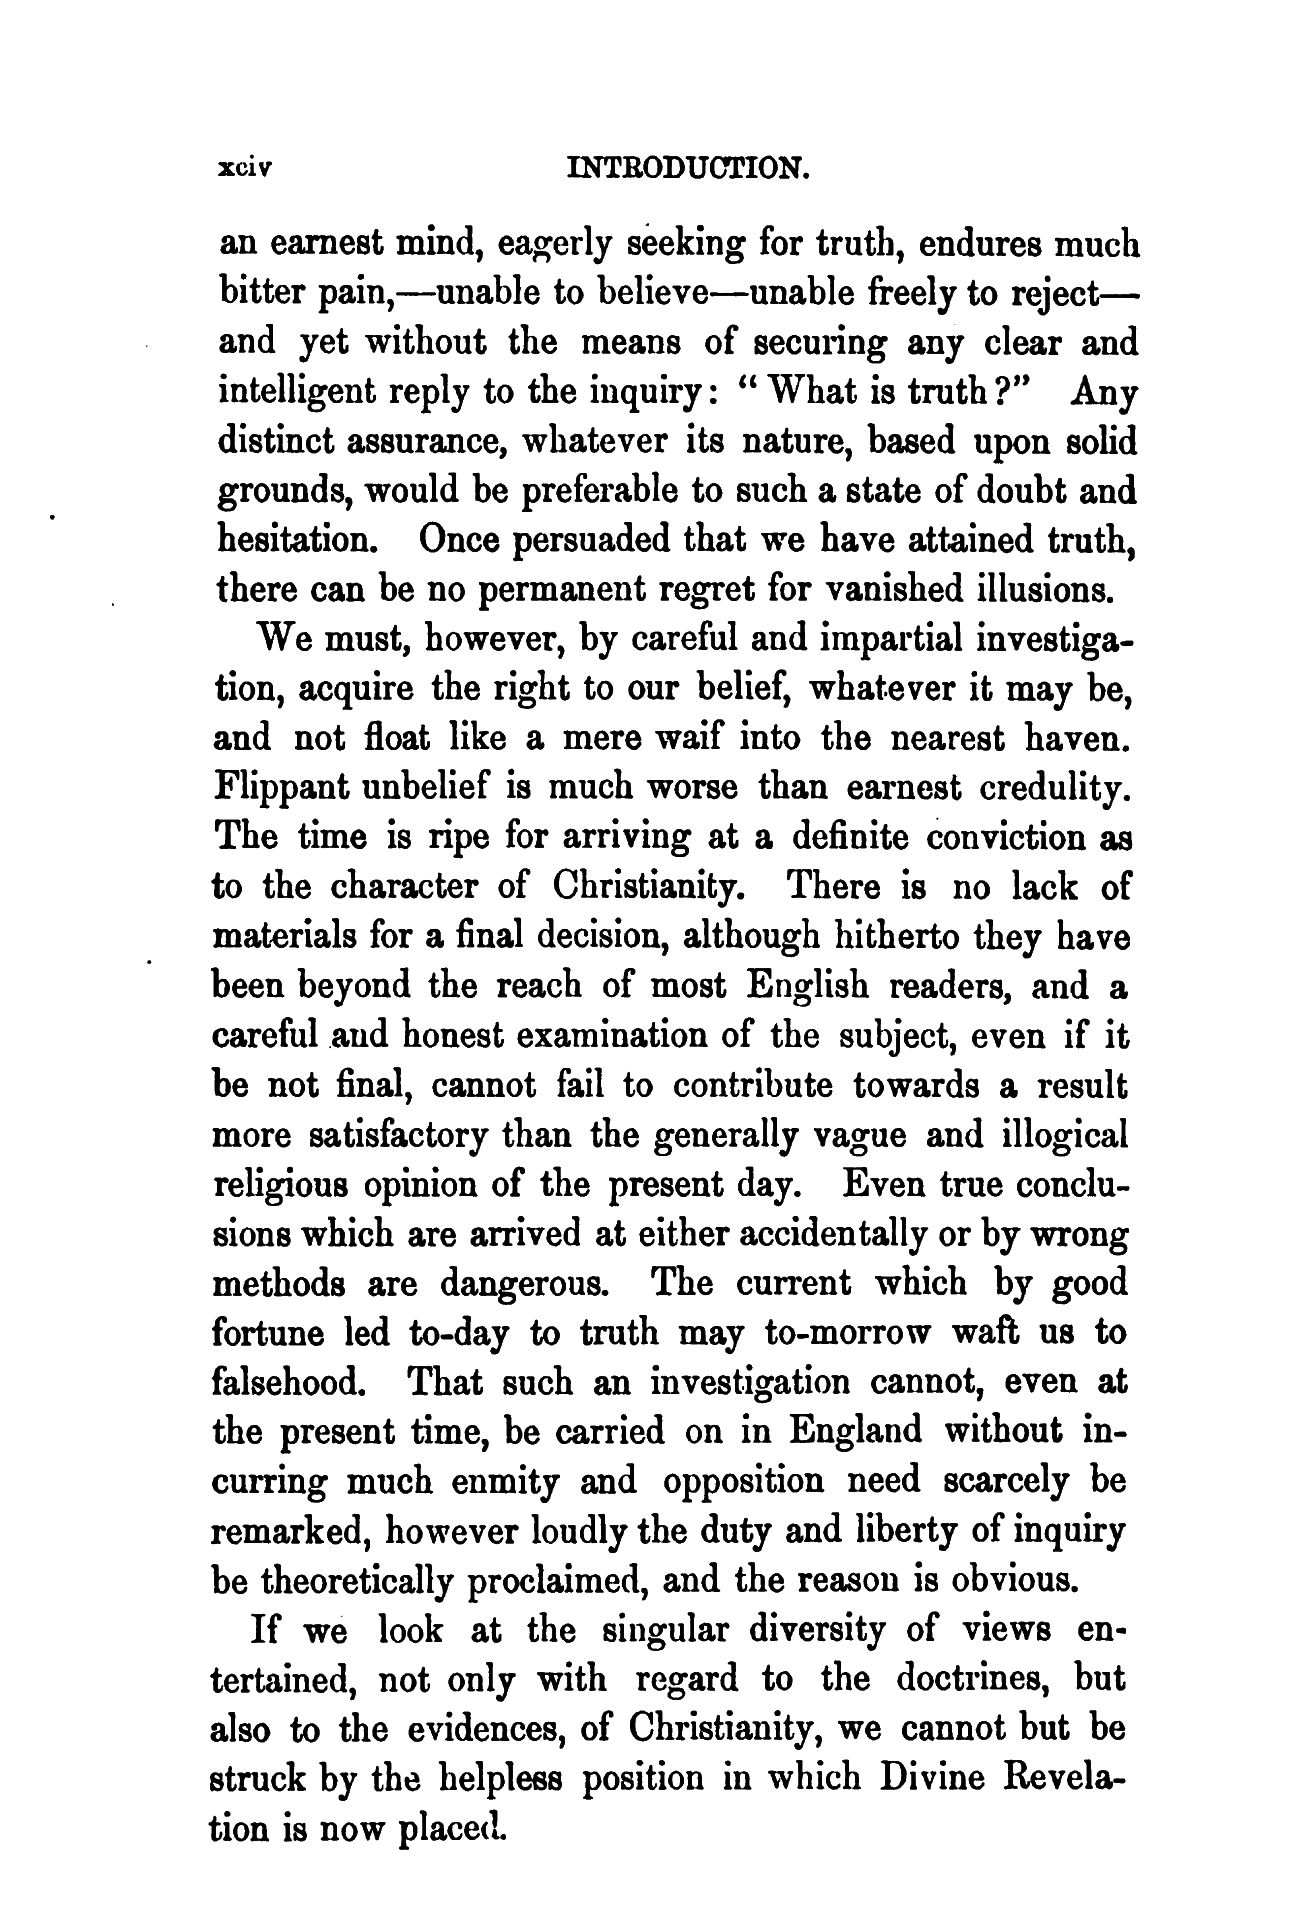 xciv INTRODUCTION.
an earnest mind, eagerly seeking for truth, endures much
bitter pain,—unable to believe—unable freely to reject—
and yet without the means of securing any clear and
intelligent reply to the inquiry: “What is truth?” Any
distinct assurance, whatever its nature, based upon solid
grounds, would be preferable to such a state of doubt and
hesitation. Once persuaded that we have attained truth,
there can be no permanent regret for vanished illusions.
We must, however, by careful and impartial investiga-
tion, acquire the right to our belief, whatever it may be,
and not float like a mere waif into the nearest haven.
Flippant unbelief is much worse than earnest credulity.
The time is ripe for arriving at a definite conviction as
to the character of Christianity. There is no lack of
materials for a final decision, although hitherto they have
been beyond the reach of most English readers, and a
careful and honest examination of the subject, even if it
be not final, cannot fail to contribute towards a result
more satisfactory than the generally vague and illogical
religious opinion of the present day. Even true conclu-
sions which are arrived at either accidentally or by wrong
methods are dangerous. The current which by good
fortune led to-day to truth may to-morrow waft us to
falsehood. That such an investigation cannot, even at
the present time, be carried on in England without in-
curring much enmity and opposition need scarcely be
remarked, however loudly the duty and liberty of inquiry
be theoretically proclaimed, and the reason is obvious.
If we look at the singular diversity of views en-
tertained, not only with regard to the doctrines, but
also to the evidences, of Christianity, we cannot but be
struck by the helpless position in which Divine Revela-
tion is now placed.